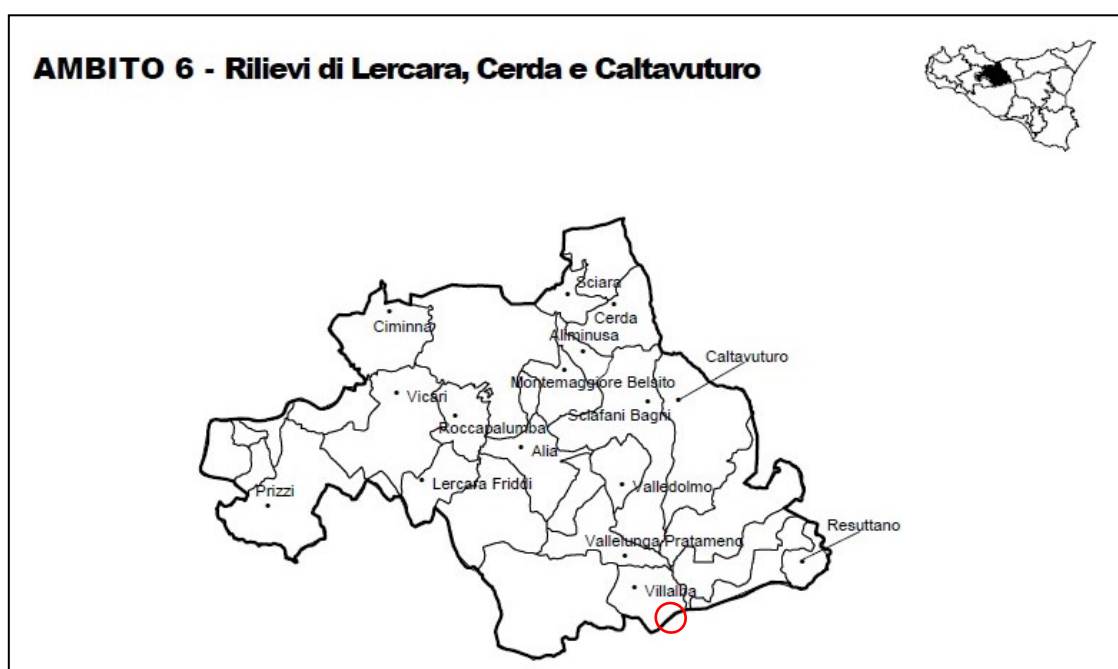 AMBITO 6 - Rilievi di Lercara, Cerda e Caltavuturo
Sciara
Cerda
Ciminna
Aliminusa
Caltavuturo
Montemaggiore Belsito
Vicari
Sclafani Bagni
Roccapalumba
Alia
Lercara Friddi
Valledolmo
Prizzi
Resuttano
Vallelunga Pratameno
Villalba